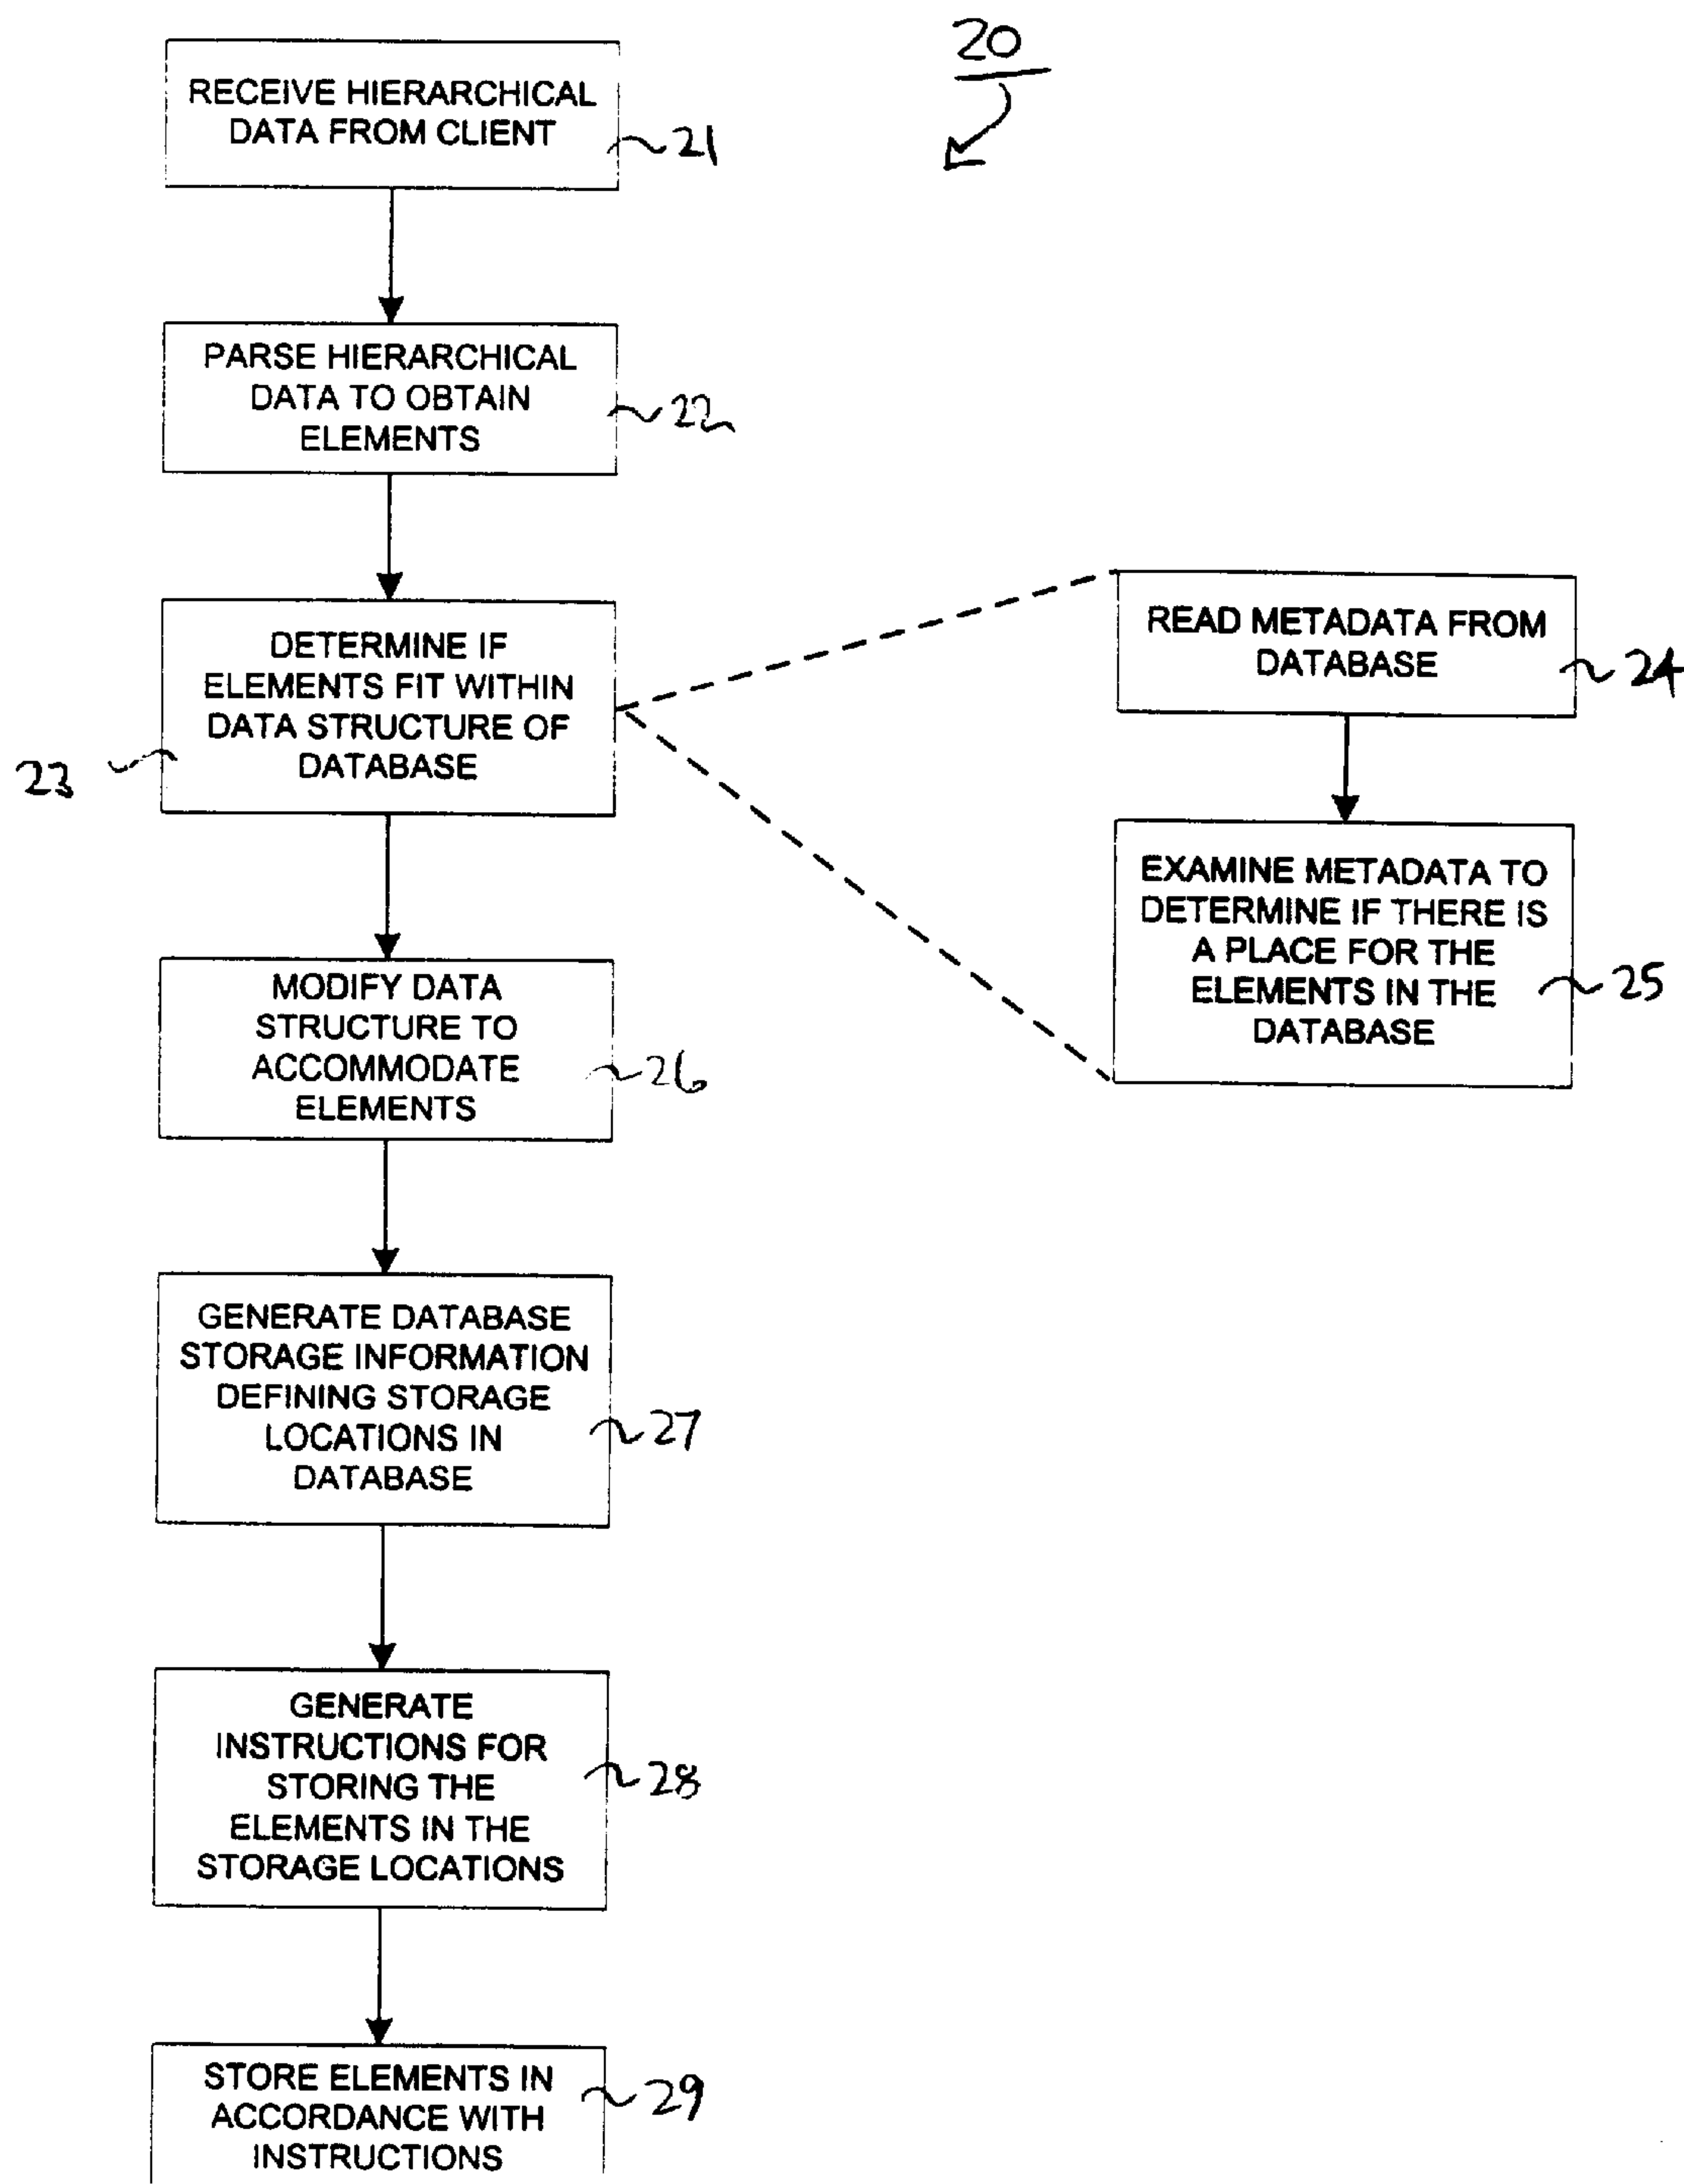 20
RECEIVE HIERARCHICAL
DATA FROM CLIENT
21
PARSE HIERARCHICAL
DATA TO OBTAIN
ELEMENTS
22
DETERMINE IF
ELEMENTS FIT WITHIN
DATA STRUCTURE OF
DATABASE
23
READ METADATA FROM
DATABASE
24
EXAMINE METADATA TO
DETERMINE IF THERE IS
A PLACE FOR THE
ELEMENTS IN THE
DATABASE
25
MODIFY DATA
STRUCTURE TO
ACCOMMODATE
ELEMENTS
26
GENERATE DATABASE
STORAGE INFORMATION
DEFINING STORAGE
LOCATIONS IN
DATABASE
27
GENERATE
INSTRUCTIONS FOR
STORING THE
ELEMENTS IN THE
STORAGE LOCATIONS
28
STORE ELEMENTS IN
ACCORDANCE WITH
INSTRUCTIONS
29